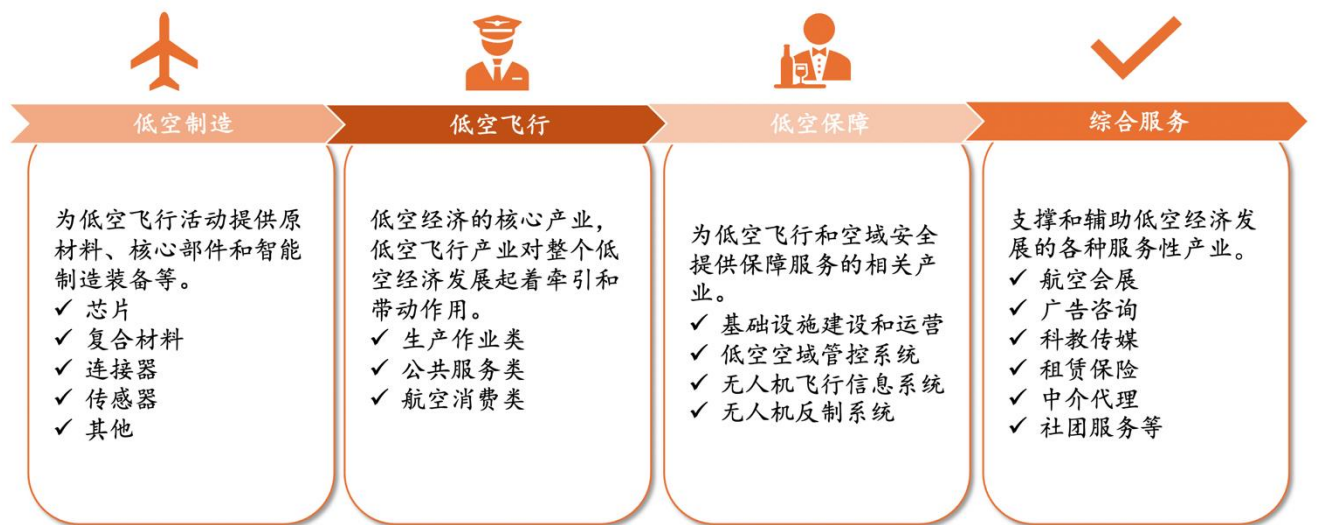 低空制造
为低空飞行活动提供原
材料、核心部件和智能
制造装备等。
✓ 芯片
✓ 复合材料
✓ 连接器
✓ 传感器
✓ 其他
低空飞行
低空经济的核心产业，
低空飞行产业对整个低
空经济发展起着牵引和
带动作用。
✓ 生产作业类
✓ 公共服务类
✓ 航空消费类
低空保障
为低空飞行和空域安全
提供保障服务的相关产
业。
✓ 基础设施建设和运营
✓ 低空空域管控系统
✓ 无人机飞行信息系统
✓ 无人机反制系统
综合服务
支撑和辅助低空经济发
展的各种服务性产业。
✓ 航空会展
✓ 广告咨询
✓ 科教传媒
✓ 租赁保险
✓ 中介代理
✓ 社团服务等